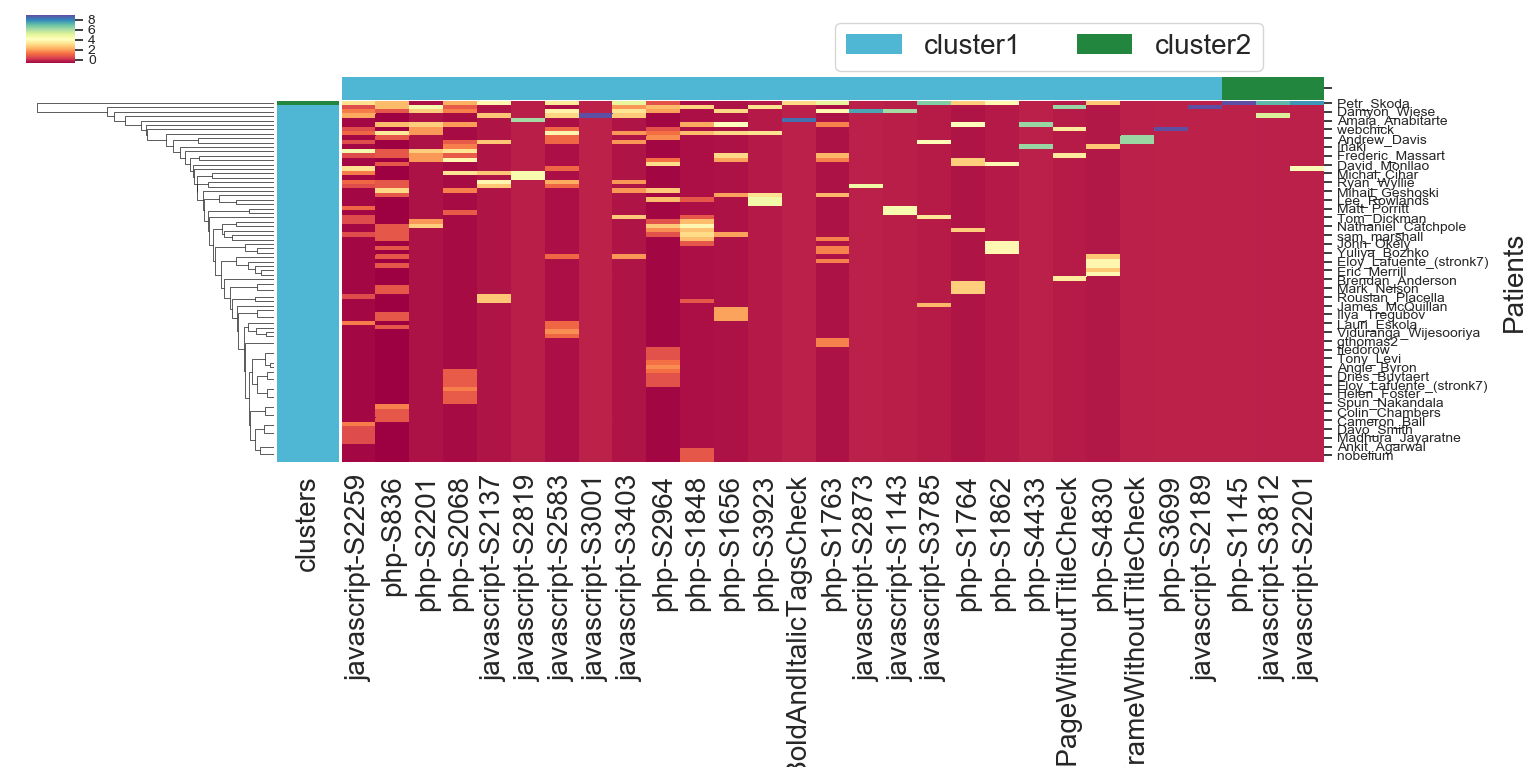 8
6
4
2
0
cluster1
cluster2
Petr_Skoda
Damyon_Wiese
Amaia_Anabitarte
webchick
Andrew_Davis
Frederic_Massart
David_Monllao
Michal_Cihar
Ryan_Wyllie
Mihail_Geshoski
Lee_Rowlands
Matt_Porritt
Tom_Dickman
Nathaniel_Catchpole
sam_marshall
John_Okely
Yuliya_Bozhko
Eloy_Lafuente_(stronk7)
Eric_Merrill
Brendan_Anderson
Mark_Nelson
Rouslan_Placella
James_McQuillan
Ilya_Tregubov
Lauri_Eskola
Viduranga_Wijesooriya
gthomas2
fiedorow
Tony_Levi
Angie_Byron
Dries_Buytaert
Eloy_Lafuente_(stronk7)
Helen_Foster
Spun_Nakandala
Colin_Chambers
Cameron_Ball
Davo_Smith
Madhura_Jayaratne
Ankit_Agarwal
nobelium
Patients
clusters
javascript-S2259
php-S836
php-S2201
php-S2068
javascript-S2137
javascript-S2819
javascript-S2583
javascript-S3001
javascript-S3403
php-S2964
php-S1848
php-S1656
php-S3923
BoldAndItalicTagsCheck
php-S1763
javascript-S2873
javascript-S1143
javascript-S3785
php-S1764
php-S1862
php-S4433
PageWithoutTitleCheck
php-S4830
rameWithoutTitleCheck
php-S3699
javascript-S2189
php-S1145
javascript-S3812
javascript-S2201